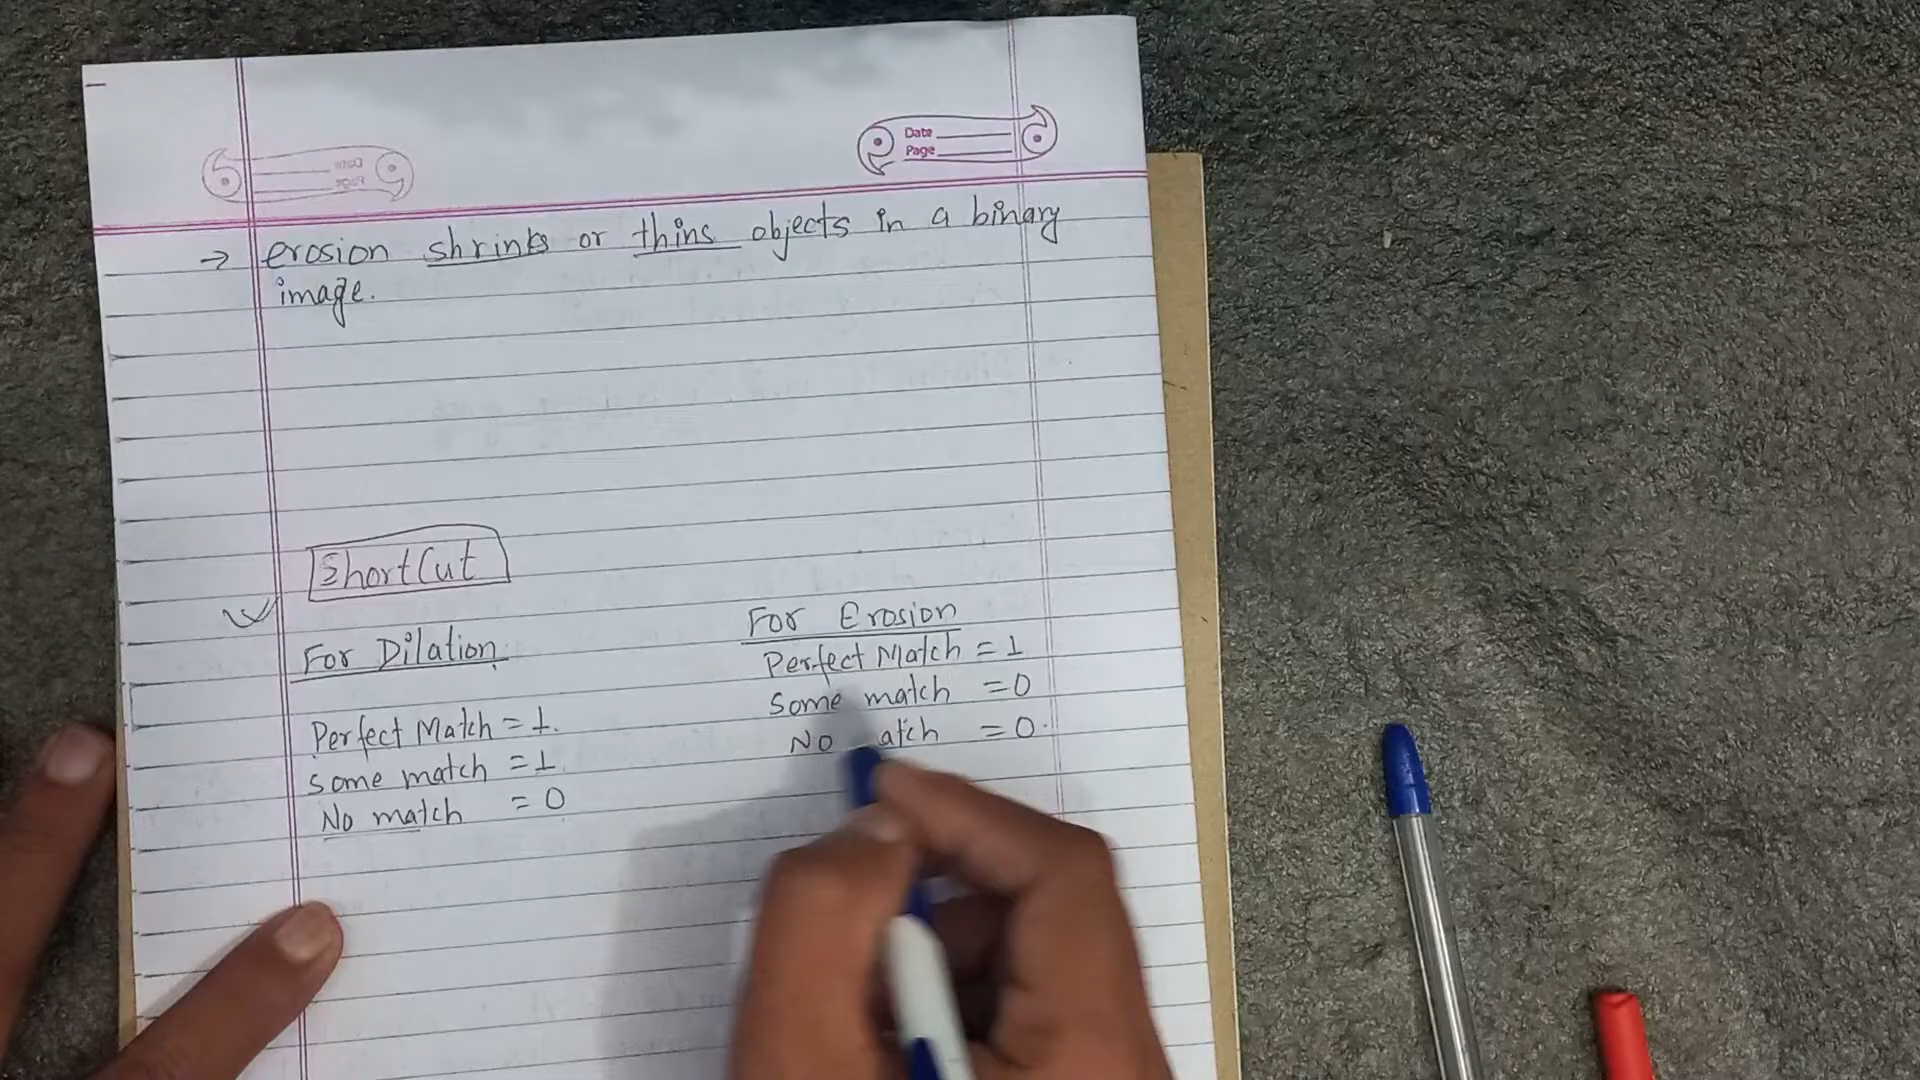 Date
Page
→ erosion shrinks or thins objects in a binary
image.
ShortCut
For Dilation
Perfect Match = 1.
Some match = 1
No match = 0
For Erosion
Perfect Match = 1
Some match = 0
No match = 0.